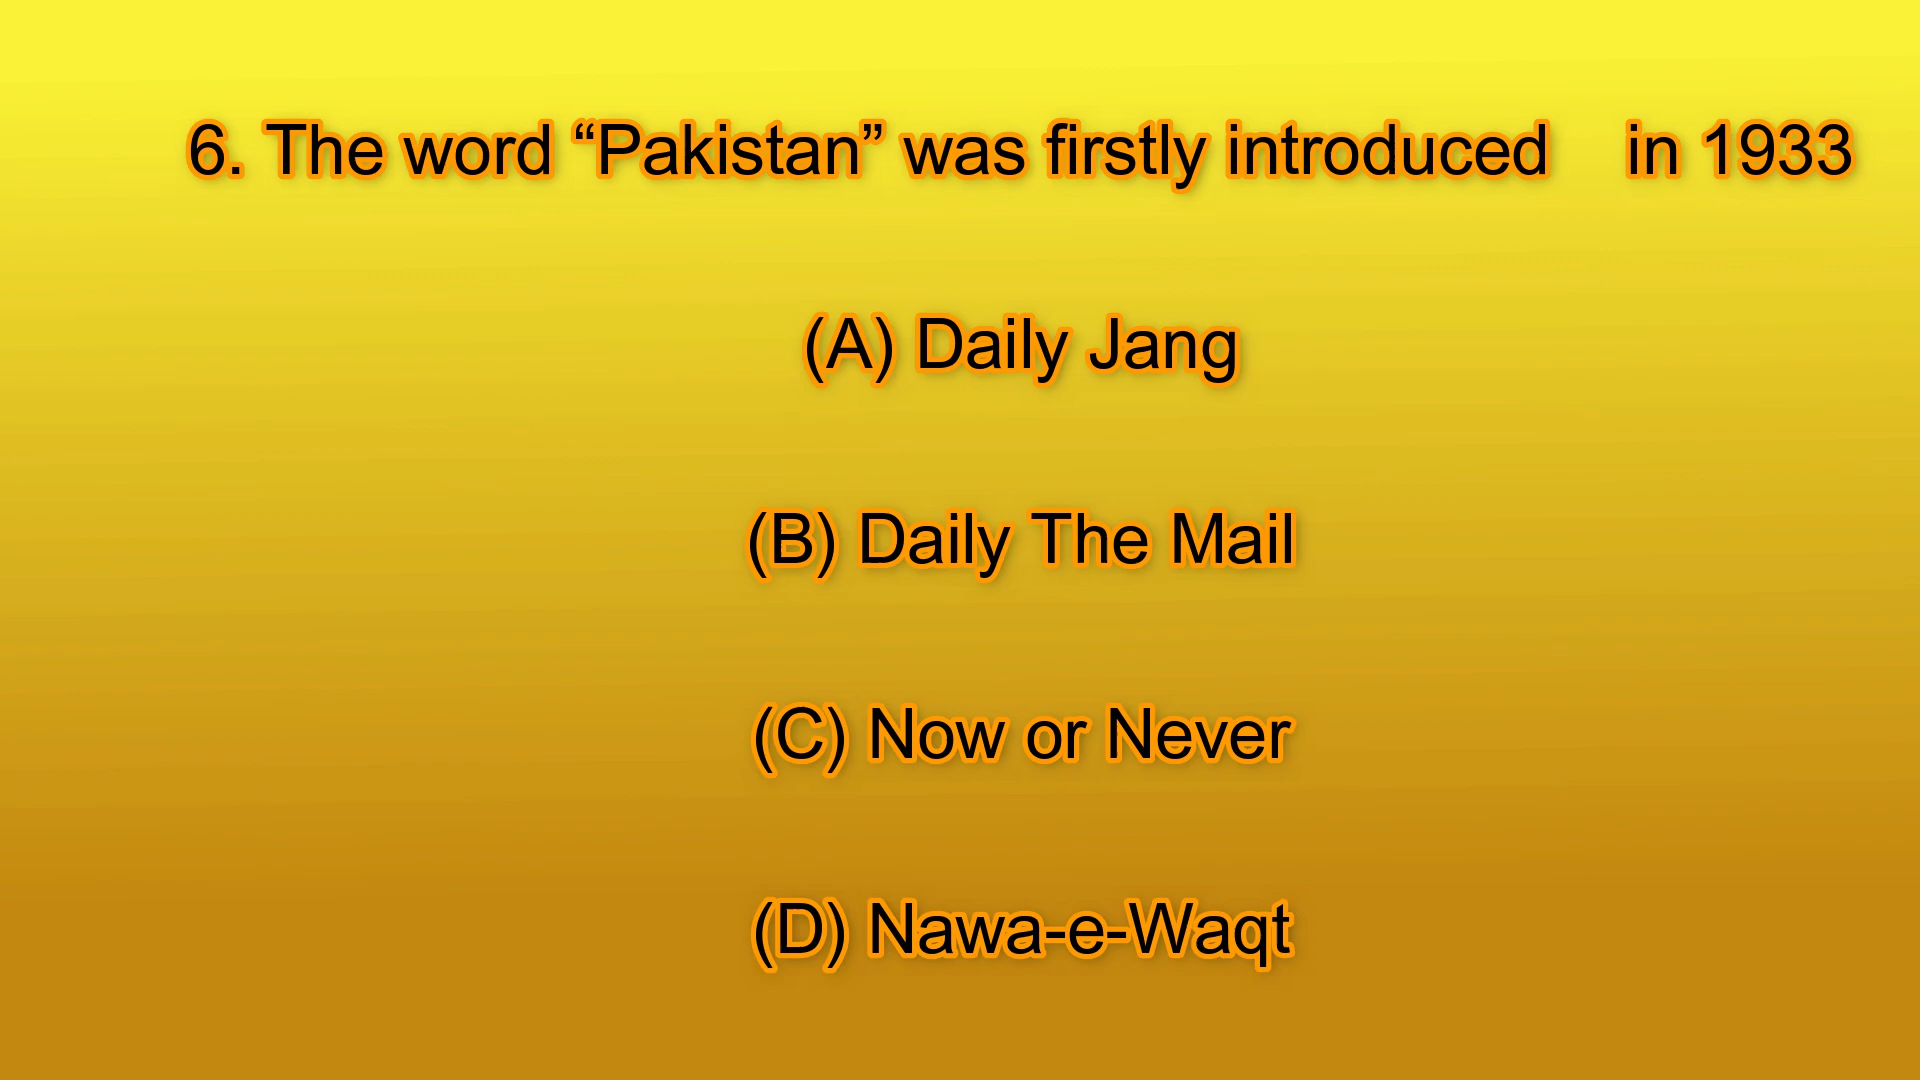 6. The word “Pakistan” was firstly introduced    in 1933
(A) Daily Jang
(B) Daily The Mail
(C) Now or Never
(D) Nawa-e-Waqt